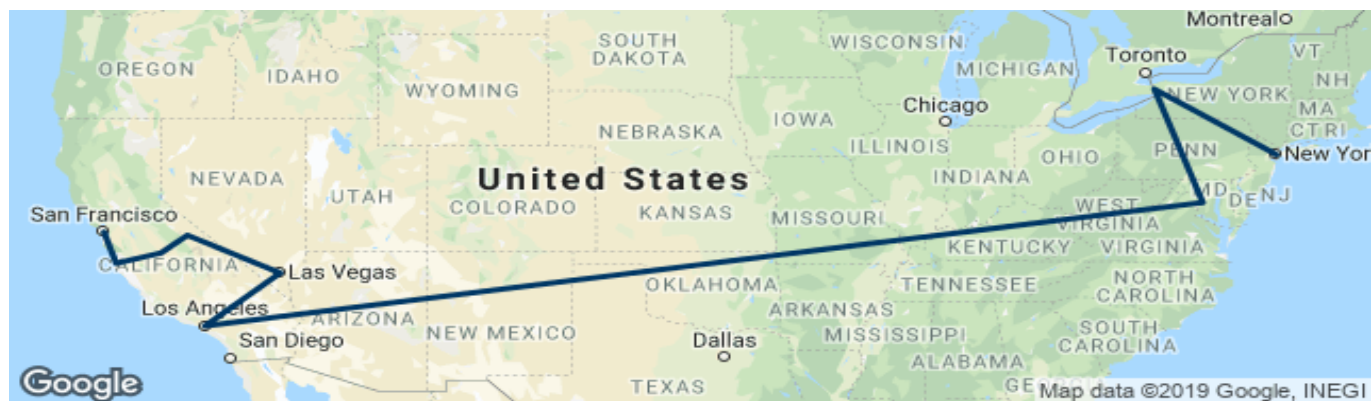 Montreal
SOUTH
DAKOTA
WISCONSIN
Toronto
VT
OREGON
IDAHO
MICHIGAN
NH
WYOMING
NEW YORK
MA
Chicago
CT RI
IOWA
NEBRASKA
ILLINOIS
OHIO
PENN
New Yor
NEVADA
United States
INDIANA
MD
UTAH
COLORADO
KANSAS
MISSOURI
WEST
VIRGINIA
DE
NJ
San Francisco
KENTUCKY
VIRGINIA
CALIFORNIA
Las Vegas
OKLAHOMA
TENNESSEE
NORTH
CAROLINA
Los Angeles
ARIZONA
NEW MEXICO
ARKANSAS
San Diego
Dallas
MISSISSIPPI
SOUTH
CAROLINA
ALABAMA
TEXAS
Google
Map data ©2019 Google, INEGI